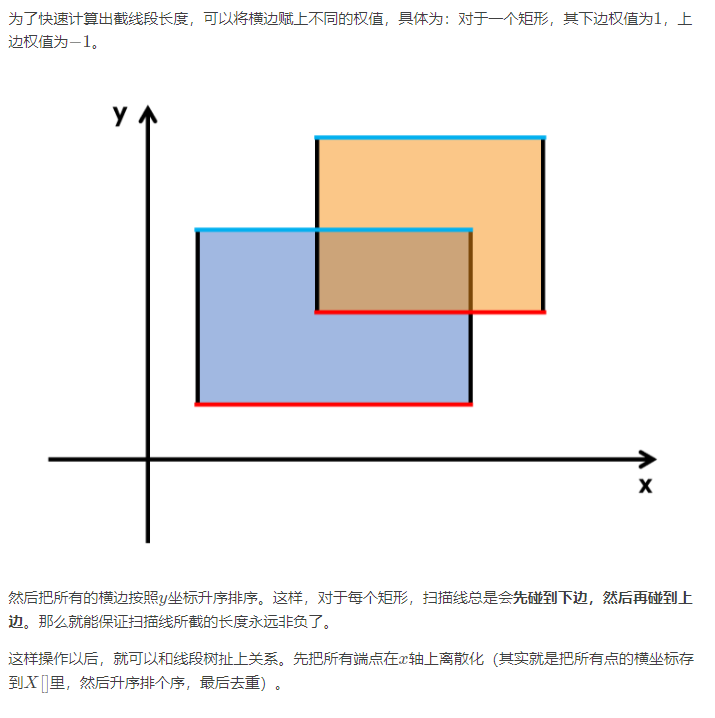 为了快速计算出截线段长度，可以将横边赋上不同的权值，具体为：对于一个矩形，其下边权值为1，上
边权值为−1。
y
x
然后把所有的横边按照y坐标升序排序。这样，对于每个矩形，扫描线总是会先碰到下边，然后再碰到上
边。那么就能保证扫描线所截的长度永远非负了。
这样操作以后，就可以和线段树扯上关系。先把所有端点在x轴上离散化（其实就是把所有点的横坐标存
到X[]里，然后升序排个序，最后去重）。